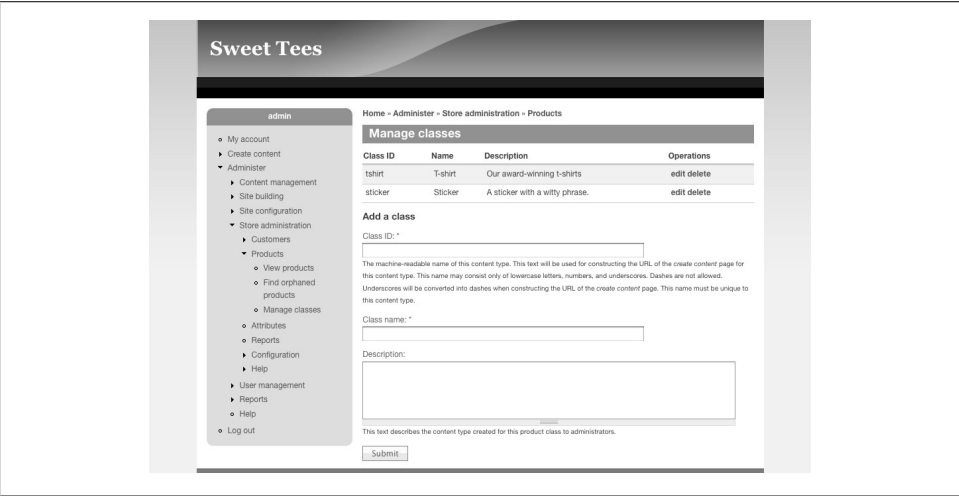 Sweet Tees
admin
My account
Create content
Administer
Content management
Site building
Site configuration
Store administration
Customers
Products
View products
Find orphaned
products
Manage classes
Attributes
Reports
Configuration
Help
User management
Reports
Help
Log out
Home » Administer » Store administration » Products
Manage classes
Class ID Name Description Operations
tshirt T-shirt Our award-winning t-shirts edit delete
sticker Sticker A sticker with a witty phrase. edit delete
Add a class
Class ID: *
The machine-readable name of this content type. This text will be used for constructing the URL of the create content page for
this content type. This name may consist only of lowercase letters, numbers, and underscores. Dashes are not allowed.
Underscores will be converted into dashes when constructing the URL of the create content page. This name must be unique to
this content type.
Class name: *
Description:
This text describes the content type created for this product class to administrators.
Submit